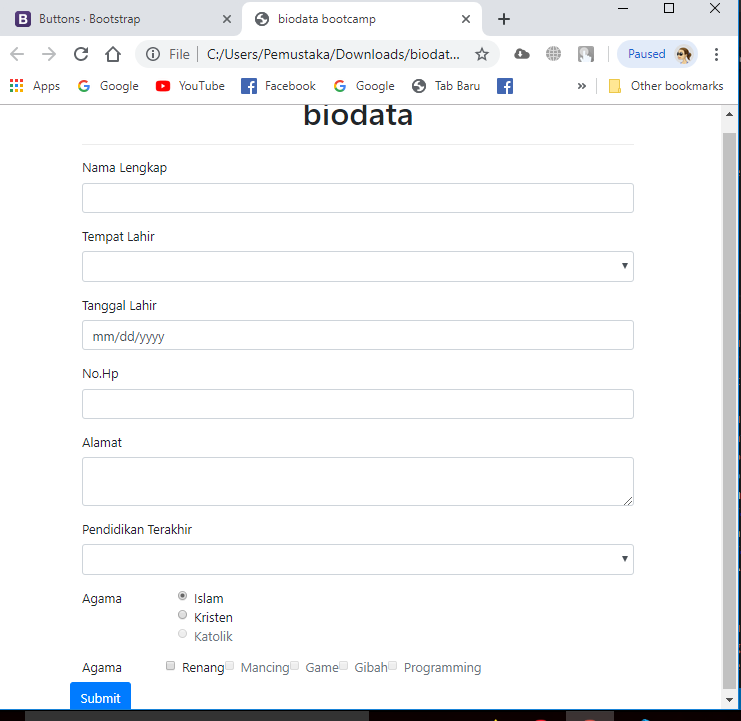 B Buttons · Bootstrap biodata bootcamp
File C:/Users/Pemustaka/Downloads/biodat... Paused
Apps Google YouTube Facebook Google Tab Baru » Other bookmarks
biodata
Nama Lengkap
Tempat Lahir
Tanggal Lahir
mm/dd/yyyy
No.Hp
Alamat
Pendidikan Terakhir
Agama Islam
Kristen
Katolik
Agama Renang Mancing Game Gibah Programming
Submit